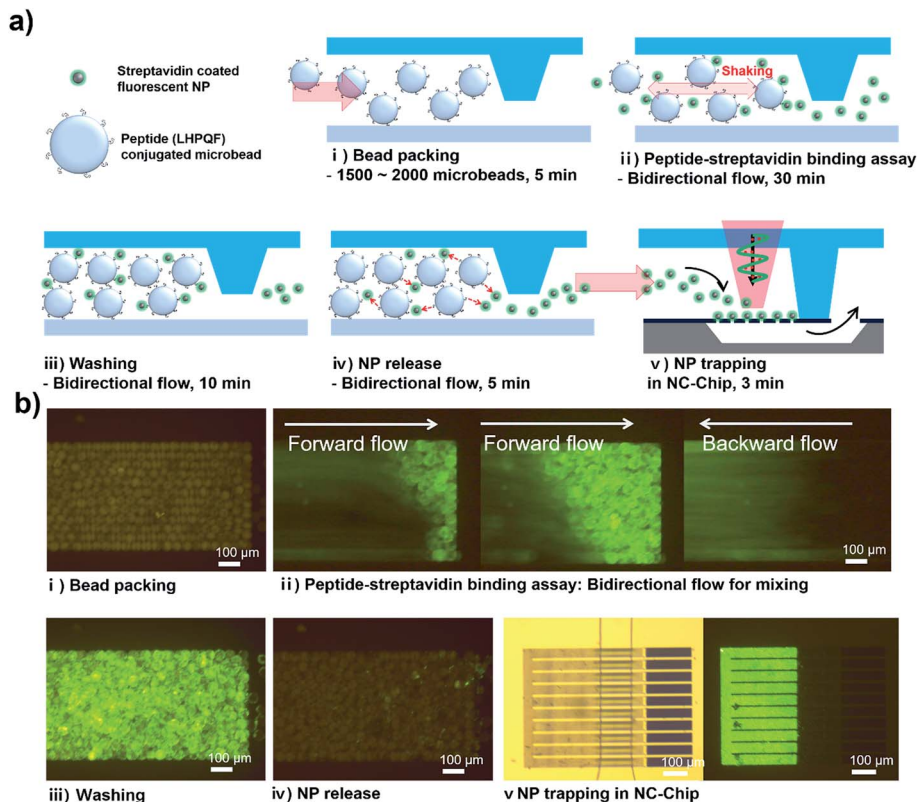 a)
Streptavidin coated
fluorescent NP
Peptide (LHPQF)
conjugated microbead
i) Bead packing
- 1500 ~ 2000 microbeads, 5 min
Shaking
ii) Peptide-streptavidin binding assay
- Bidirectional flow, 30 min
iii) Washing
- Bidirectional flow, 10 min
iv) NP release
- Bidirectional flow, 5 min
v) NP trapping
in NC-Chip, 3 min
b)
100 µm
i) Bead packing
Forward flow
Forward flow
Backward flow
100 µm
100 µm
100 µm
ii) Peptide-streptavidin binding assay: Bidirectional flow for mixing
100 µm
iii) Washing
100 µm
iv) NP release
100 µm
100 µm
v NP trapping in NC-Chip